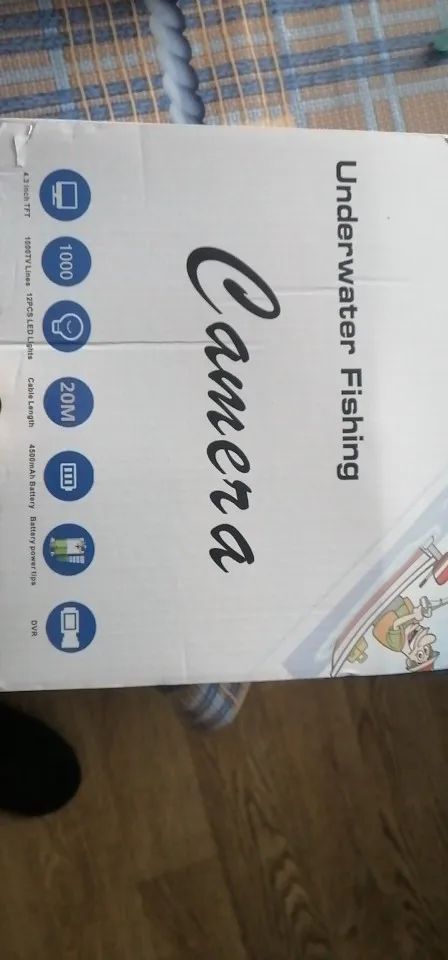 Underwater Fishing
Camera
1000
20M
4.3 Inch TFT
1000TV Lines
12PCS LED Lights
Cable Length
4500mAh Battery
Battery power tips
DVR